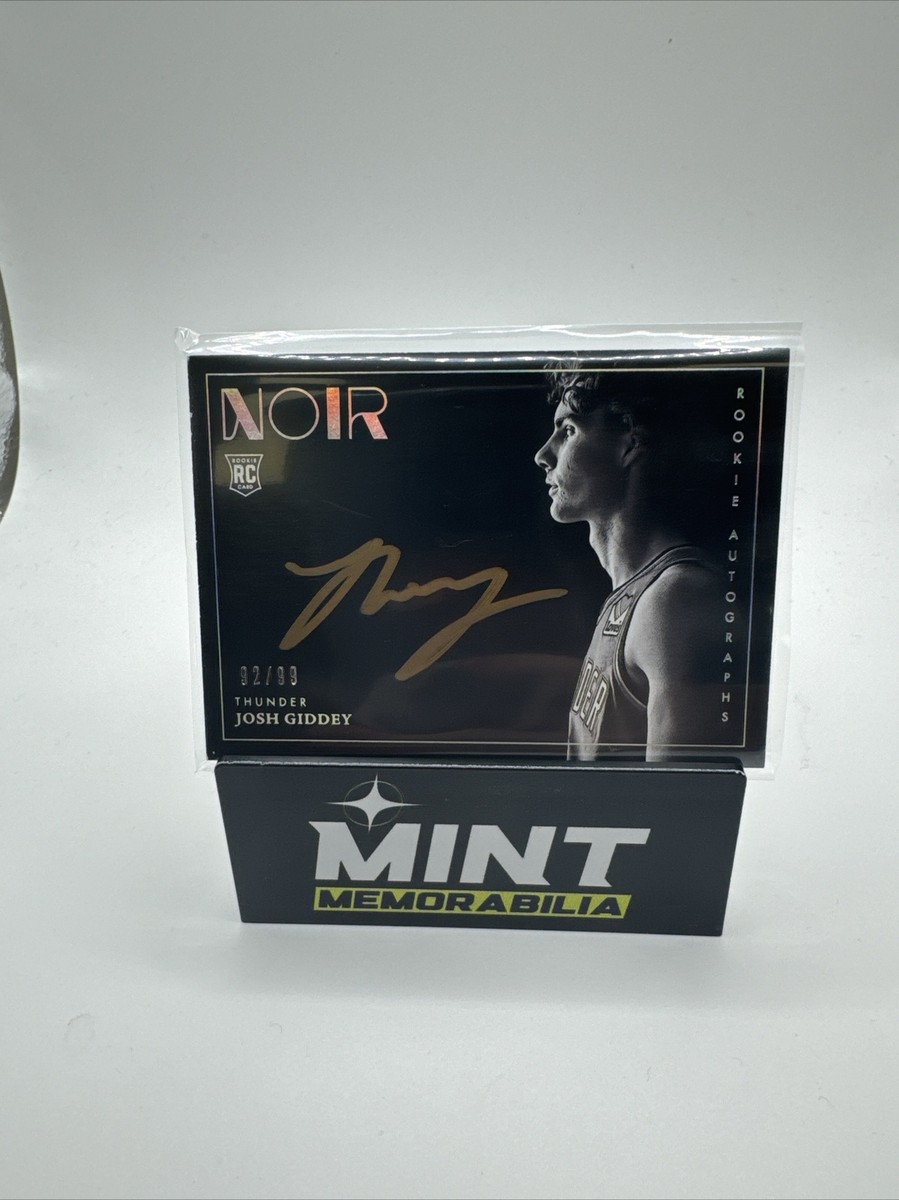 NOIR
ROOKIE
RC
CARD
ROOKIE AUTOGRAPHS
92/99
THUNDER
JOSH GIDDEY
MINT
MEMORABILIA